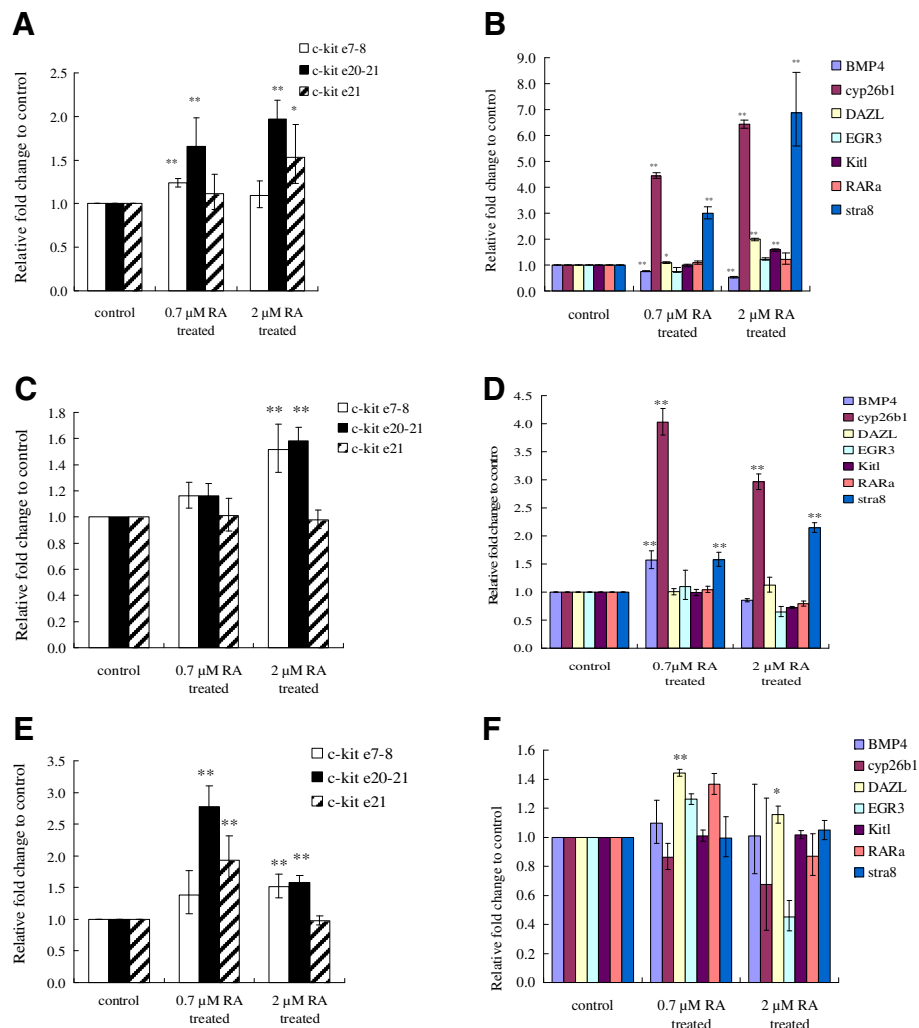 A
c-kit e7-8
c-kit e20-21
c-kit e21
Relative fold change to control
2.5
2.0
1.5
1.0
0.5
0.0
**
**
**
*
control
0.7 µM RA treated
2 µM RA treated
B
BMP4
cyp26b1
DAZL
EGR3
Kitl
RARa
stra8
Relative fold change to control
9.0
8.0
7.0
6.0
5.0
4.0
3.0
2.0
1.0
0.0
**
**
*
**
**
**
**
**
**
control
0.7 µM RA treated
2 µM RA treated
C
c-kit e7-8
c-kit e20-21
c-kit e21
Relative fold change to control
1.8
1.6
1.4
1.2
1.0
0.8
0.6
0.4
0.2
0.0
** **
control
0.7 µM RA treated
2 µM RA treated
D
BMP4
cyp26b1
DAZL
EGR3
Kitl
RARa
stra8
Relative fold change to contro
4.5
4.0
3.5
3.0
2.5
2.0
1.5
1.0
0.5
0.0
**
**
**
**
**
control
0.7µM RA treated
2 µM RA treated
E
c-kit e7-8
c-kit e20-21
c-kit e21
Relative fold change to control
3.5
3.0
2.5
2.0
1.5
1.0
0.5
0.0
**
**
** **
control
0.7 µM RA treated
2 µM RA treated
F
BMP4
cyp26b1
DAZL
EGR3
Kitl
RARa
stra8
Relative fold change to control
1.6
1.4
1.2
1.0
0.8
0.6
0.4
0.2
0.0
**
*
control
0.7 µM RA treated
2 µM RA treated